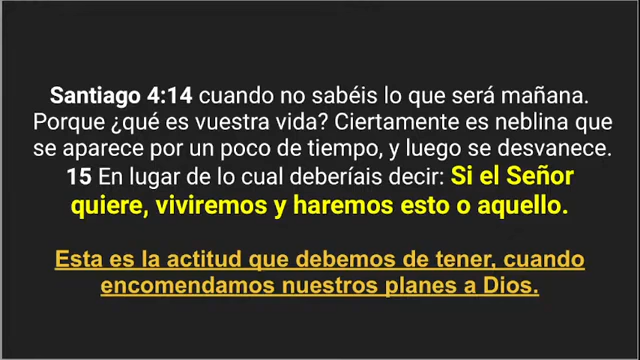 Santiago 4:14 cuando no sabéis lo que será mañana.
Porque ¿qué es vuestra vida? Ciertamente es neblina que
se aparece por un poco de tiempo, y luego se desvanece.
15 En lugar de lo cual deberíais decir: Si el Señor
quiere, viviremos y haremos esto o aquello.
Esta es la actitud que debemos de tener, cuando
encomendamos nuestros planes a Dios.